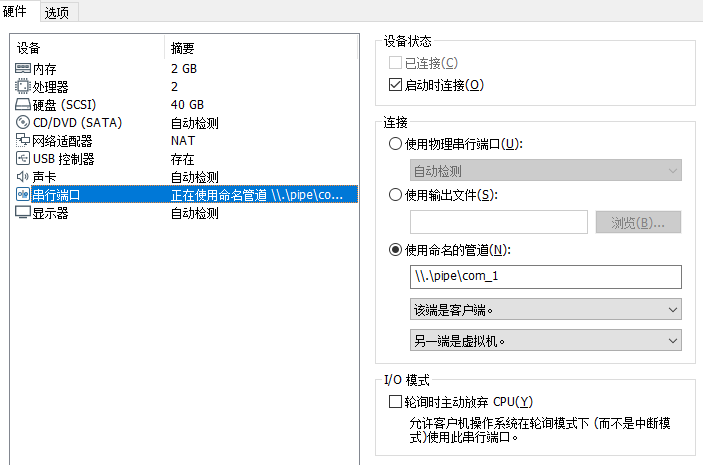 硬件 选项
设备 摘要
内存 2 GB
处理器 2
硬盘 (SCSI) 40 GB
CD/DVD (SATA) 自动检测
网络适配器 NAT
USB 控制器 存在
声卡 自动检测
串行端口 正在使用命名管道 \\.\pipe\co...
显示器 自动检测
设备状态
已连接(C)
启动时连接(O)
连接
使用物理串行端口(U):
自动检测
使用输出文件(S):
浏览(B)...
使用命名的管道(N):
\\.\pipe\com_1
该端是客户端。
另一端是虚拟机。
I/O 模式
轮询时主动放弃 CPU(Y)
允许客户机操作系统在轮询模式下 (而不是中断模
式)使用此串行端口。